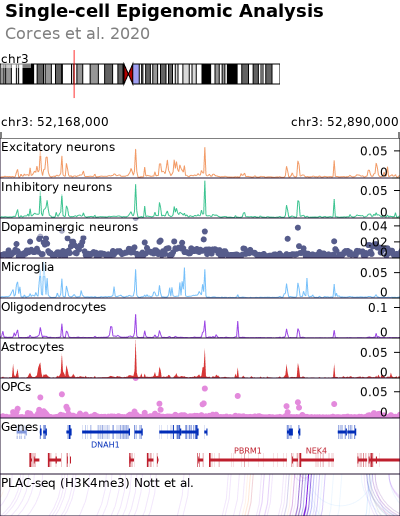 Single-cell Epigenomic Analysis
Corces et al. 2020
chr3
chr3: 52,168,000 chr3: 52,890,000
Excitatory neurons 0.05 0
Inhibitory neurons 0.05 0
Dopaminergic neurons 0.04 0.02 0
Microglia 0.05 0
Oligodendrocytes 0.1 0
Astrocytes 0.05 0
OPCs 0.05 0
Genes
DNAH1
PBRM1 NEK4
PLAC-seq (H3K4me3) Nott et al.